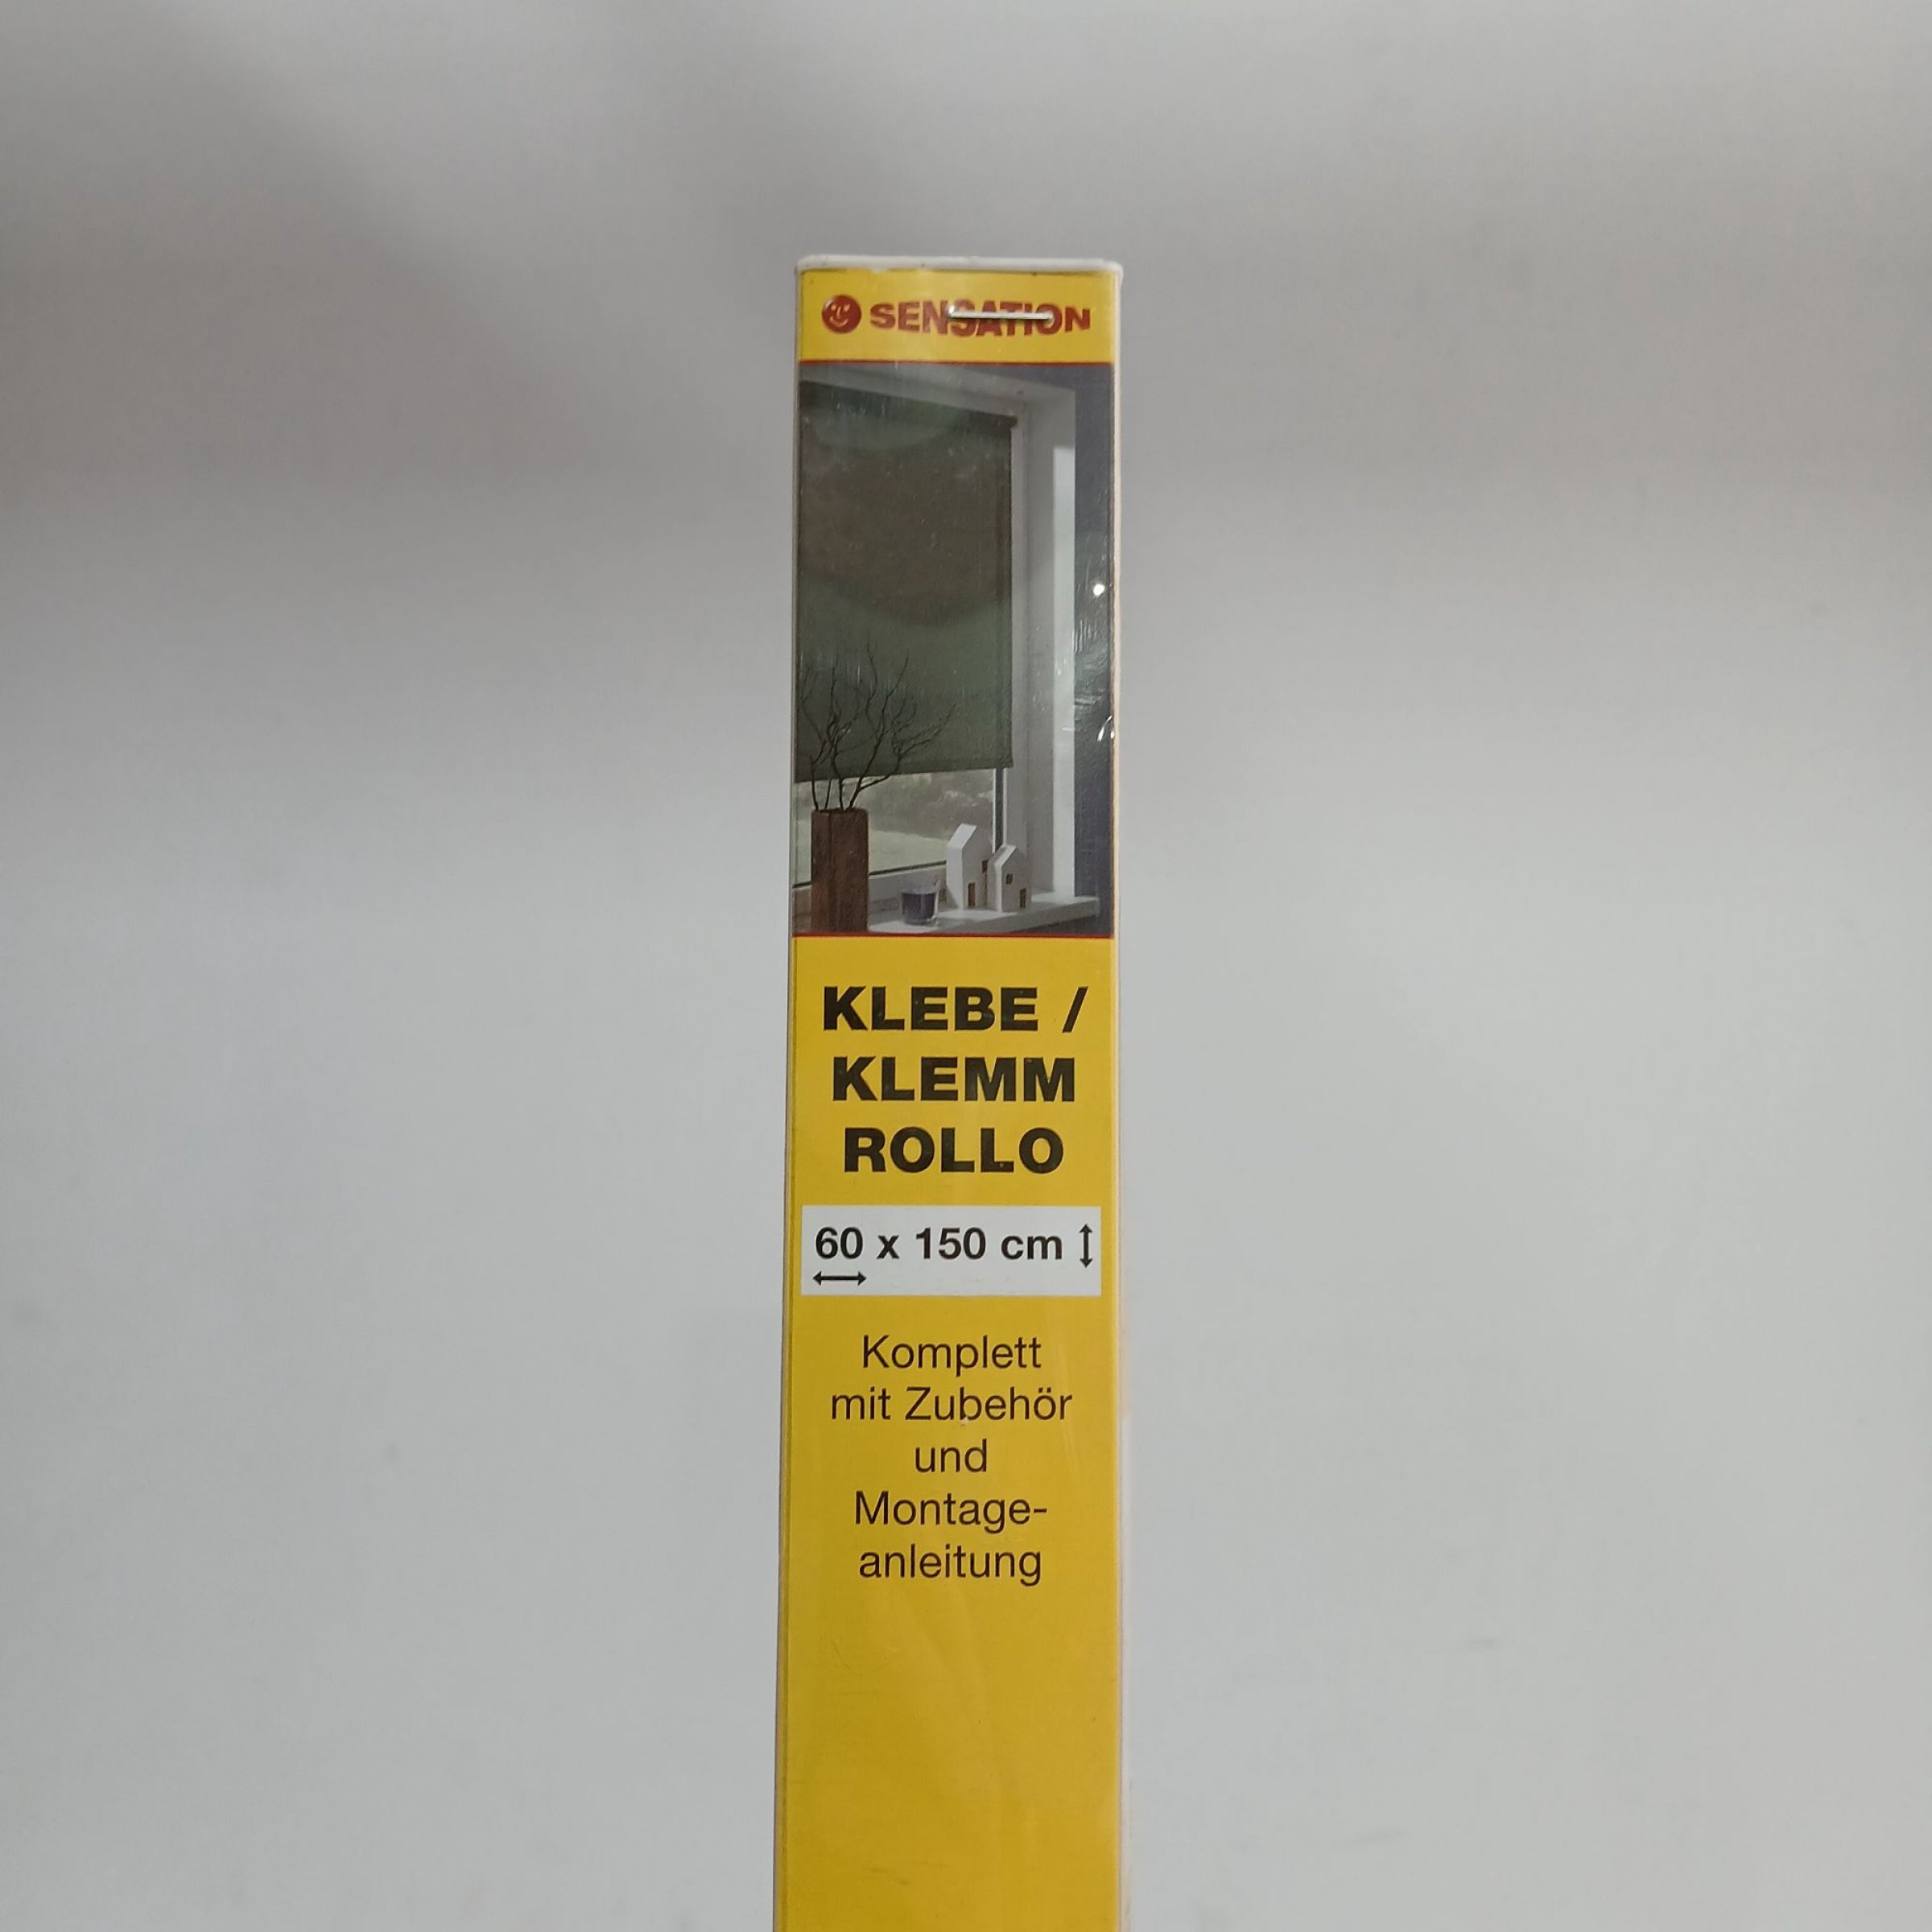 SENSATION
KLEBE /
KLEMM
ROLLO
60 x 150 cm
Komplett
mit Zubehör
und
Montage-
anleitung